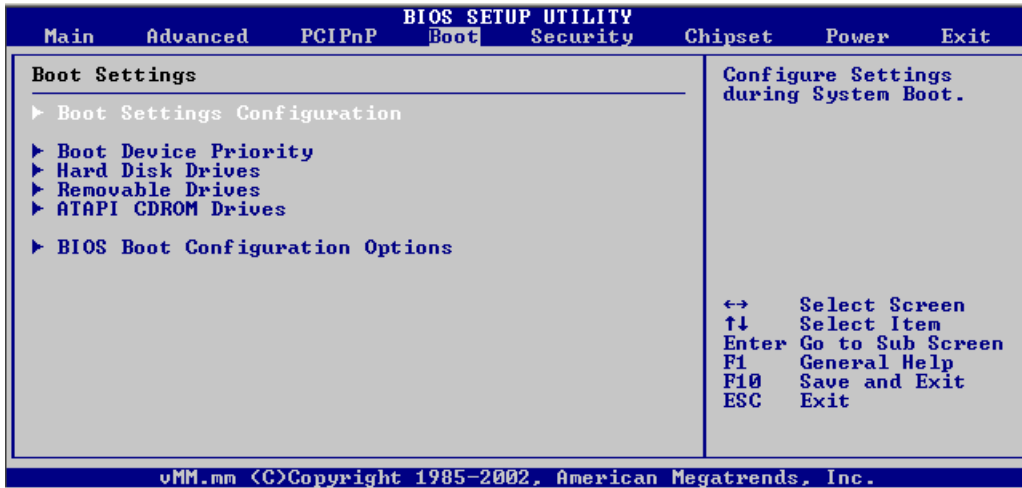 BIOS SETUP UTILITY
Main Advanced PCIPnP Boot Security Chipset Power Exit
Boot Settings
▶ Boot Settings Configuration
▶ Boot Device Priority
▶ Hard Disk Drives
▶ Removable Drives
▶ ATAPI CDROM Drives
▶ BIOS Boot Configuration Options
Configure Settings
during System Boot.
←→ Select Screen
↑↓ Select Item
Enter Go to Sub Screen
F1 General Help
F10 Save and Exit
ESC Exit
vMM.mm (C)Copyright 1985-2002, American Megatrends, Inc.